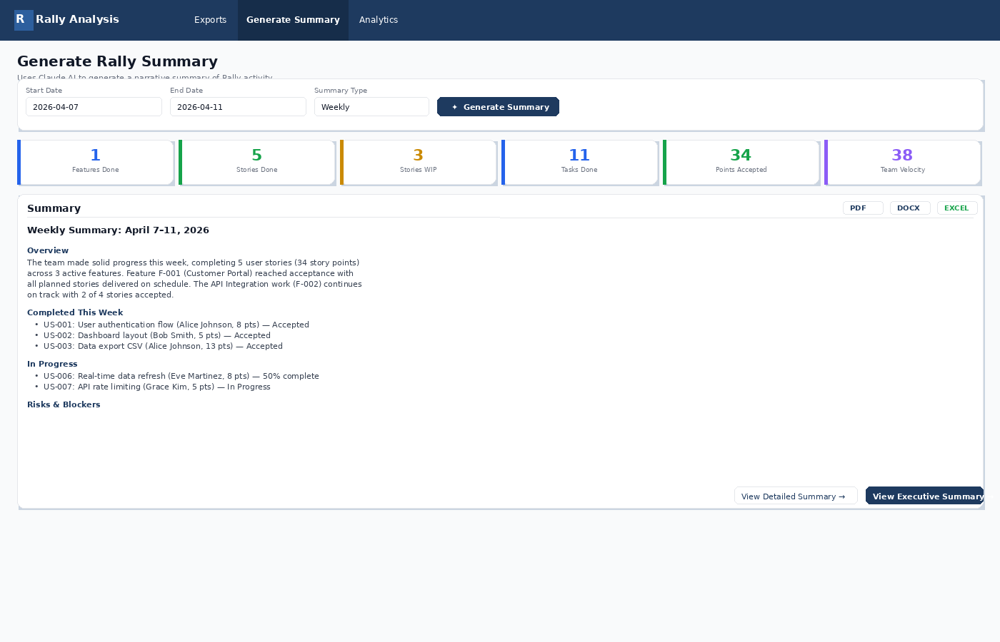 R Rally Analysis Exports Generate Summary Analytics
Generate Rally Summary
Uses Claude AI to generate a narrative summary of Rally activity
Start Date End Date Summary Type
2026-04-07 2026-04-11 Weekly ✦ Generate Summary
1 5 3 11 34 38
Features Done Stories Done Stories WIP Tasks Done Points Accepted Team Velocity
Summary PDF DOCX EXCEL
Weekly Summary: April 7–11, 2026
Overview
The team made solid progress this week, completing 5 user stories (34 story points)
across 3 active features. Feature F-001 (Customer Portal) reached acceptance with
all planned stories delivered on schedule. The API Integration work (F-002) continues
on track with 2 of 4 stories accepted.
Completed This Week
• US-001: User authentication flow (Alice Johnson, 8 pts) — Accepted
• US-002: Dashboard layout (Bob Smith, 5 pts) — Accepted
• US-003: Data export CSV (Alice Johnson, 13 pts) — Accepted
In Progress
• US-006: Real-time data refresh (Eve Martinez, 8 pts) — 50% complete
• US-007: API rate limiting (Grace Kim, 5 pts) — In Progress
Risks & Blockers
View Detailed Summary → View Executive Summary